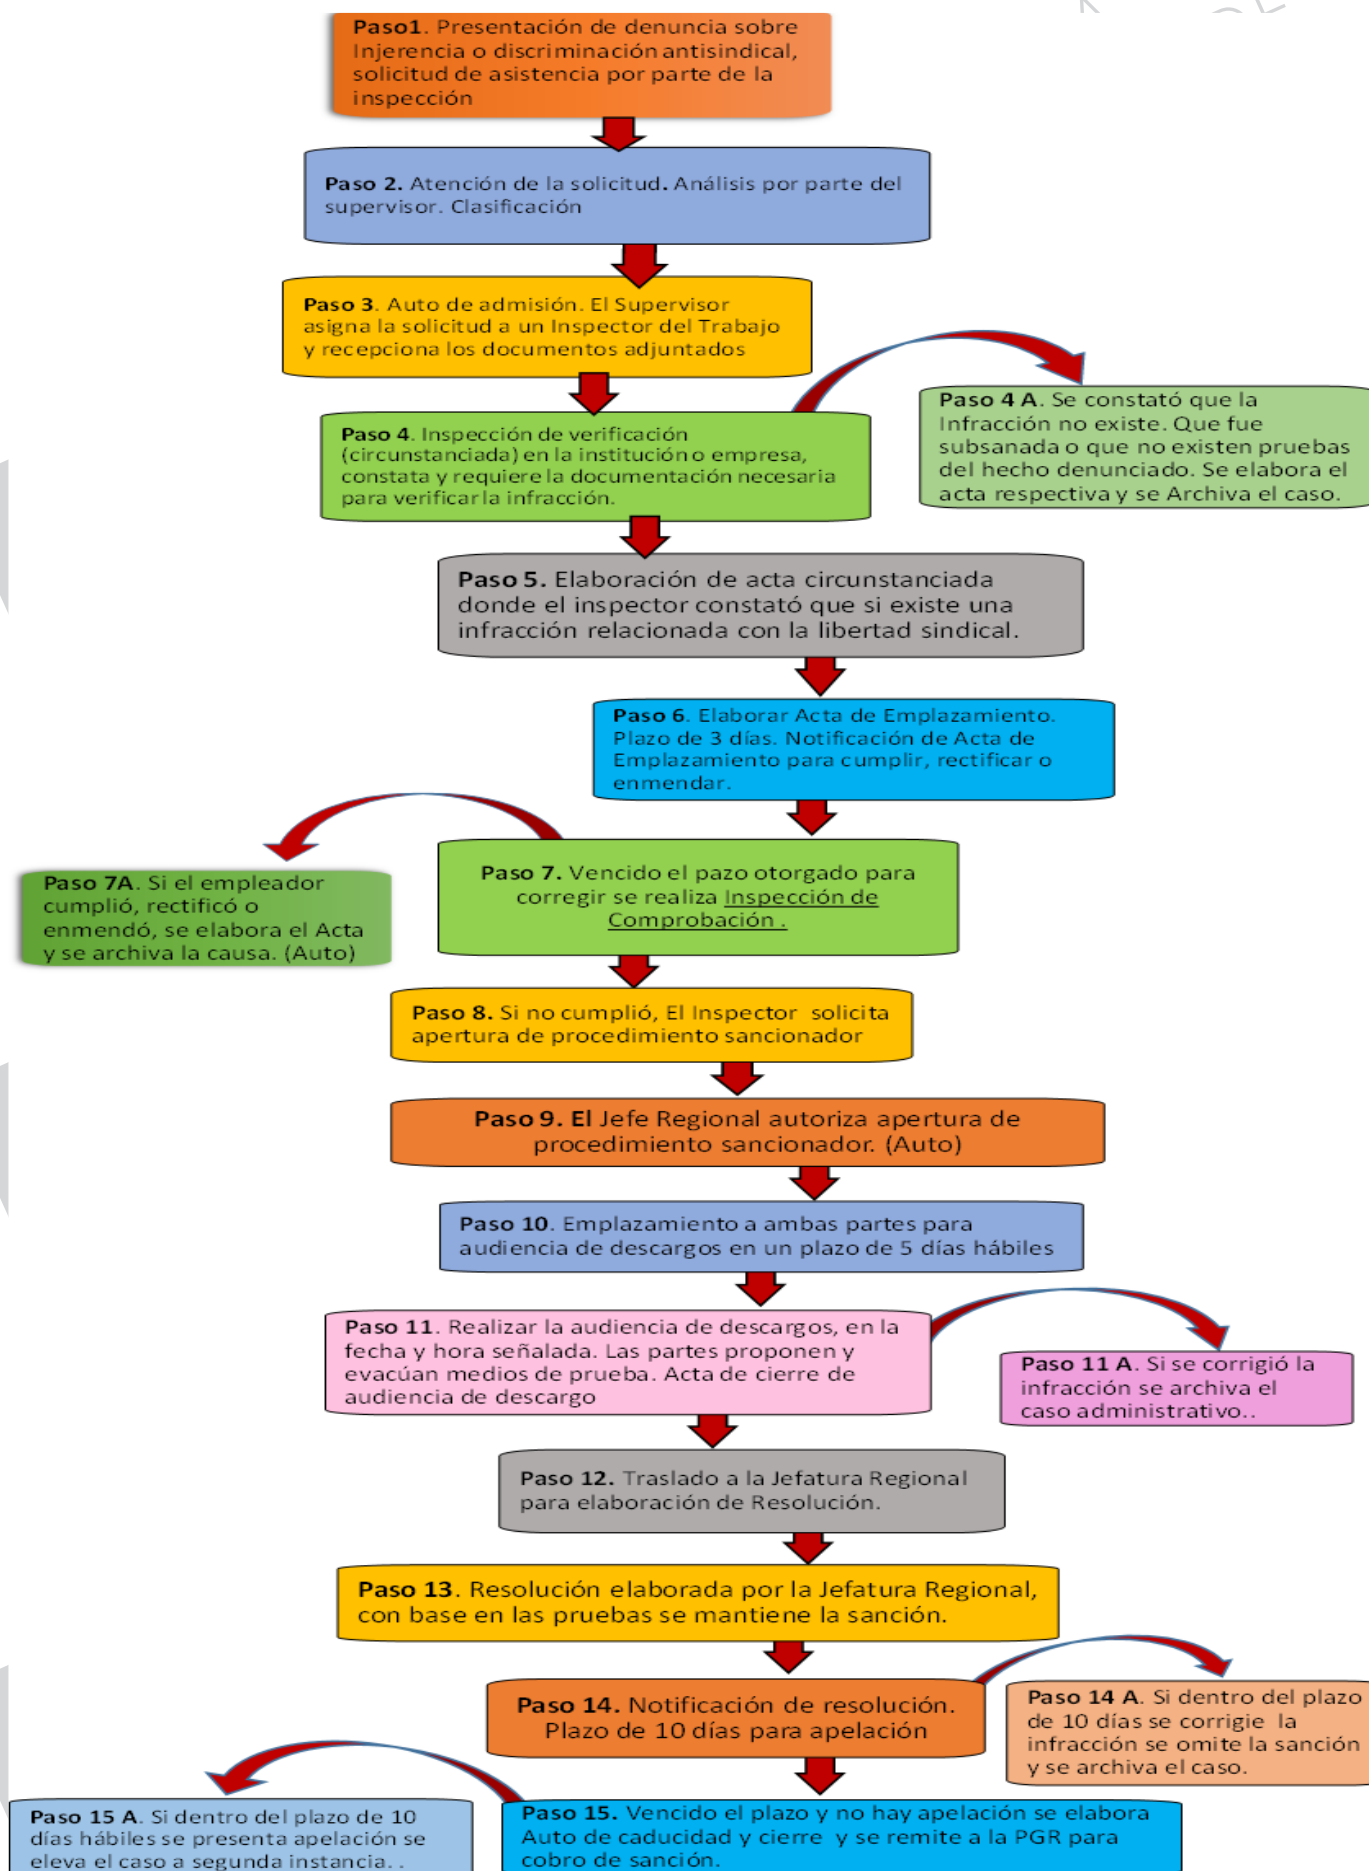 Paso1. Presentación de denuncia sobre
Injerencia o discriminación antisindical,
solicitud de asistencia por parte de la
inspección
Paso 2. Atención de la solicitud. Análisis por parte del
supervisor. Clasificación
Paso 3. Auto de admisión. El Supervisor
asigna la solicitud a un Inspector del Trabajo
y recepciona los documentos adjuntados
Paso 4. Inspección de verificación
(circunstanciada) en la institución o empresa,
constata y requiere la documentación necesaria
para verificar la infracción.
Paso 4 A. Se constató que la
Infracción no existe. Que fue
subsanada o que no existen pruebas
del hecho denunciado. Se elabora el
acta respectiva y se Archiva el caso.
Paso 5. Elaboración de acta circunstanciada
donde el inspector constató que si existe una
infracción relacionada con la libertad sindical.
Paso 6. Elaborar Acta de Emplazamiento.
Plazo de 3 días. Notificación de Acta de
Emplazamiento para cumplir, rectificar o
enmendar.
Paso 7. Vencido el pazo otorgado para
corregir se realiza Inspección de
Comprobación .
Paso 7A. Si el empleador
cumplió, rectificó o
enmendó, se elabora el Acta
y se archiva la causa. (Auto)
Paso 8. Si no cumplió, El Inspector solicita
apertura de procedimiento sancionador
Paso 9. El Jefe Regional autoriza apertura de
procedimiento sancionador. (Auto)
Paso 10. Emplazamiento a ambas partes para
audiencia de descargos en un plazo de 5 días hábiles
Paso 11. Realizar la audiencia de descargos, en la
fecha y hora señalada. Las partes proponen y
evacúan medios de prueba. Acta de cierre de
audiencia de descargo
Paso 11 A. Si se corrigió la
infracción se archiva el
caso administrativo..
Paso 12. Traslado a la Jefatura Regional
para elaboración de Resolución.
Paso 13. Resolución elaborada por la Jefatura Regional,
con base en las pruebas se mantiene la sanción.
Paso 14. Notificación de resolución.
Plazo de 10 días para apelación
Paso 14 A. Si dentro del plazo
de 10 días se corrigie la
infracción se omite la sanción
y se archiva el caso.
Paso 15. Vencido el plazo y no hay apelación se elabora
Auto de caducidad y cierre y se remite a la PGR para
cobro de sanción.
Paso 15 A. Si dentro del plazo de 10
días hábiles se presenta apelación se
eleva el caso a segunda instancia. .